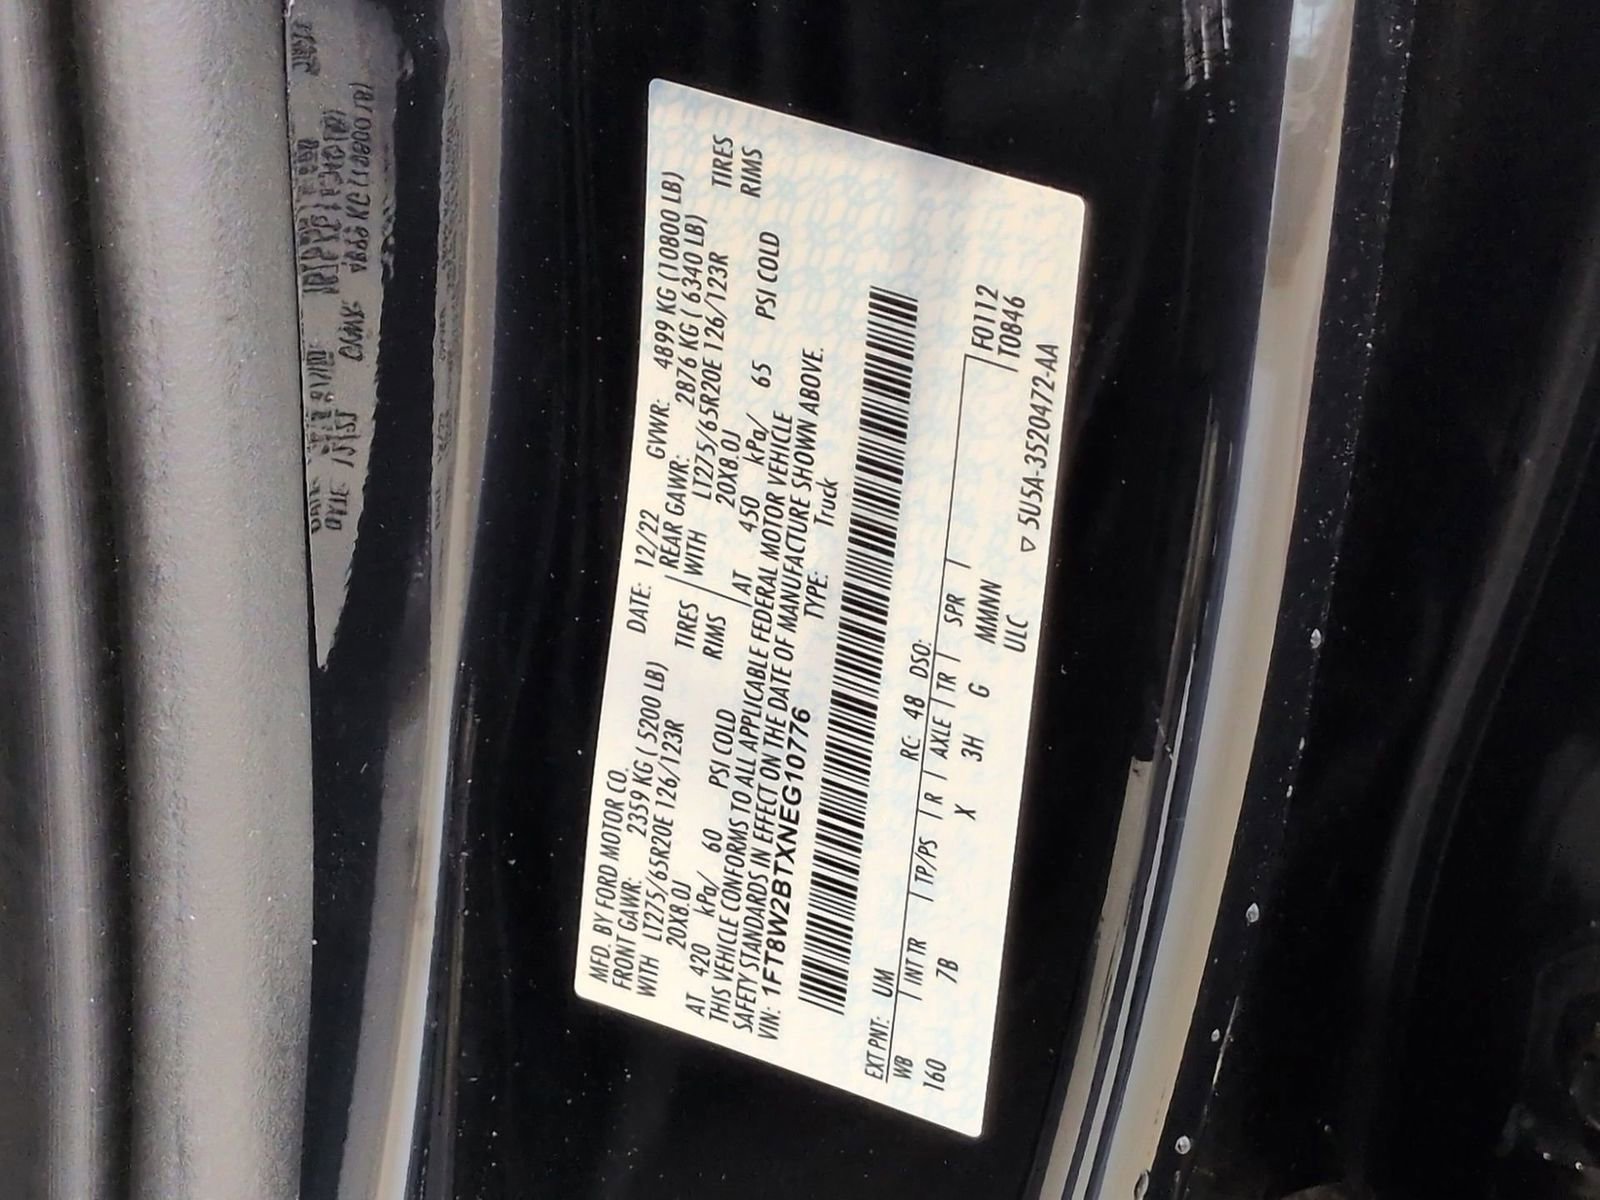 MFD. BY FORD MOTOR CO.
DATE: 12/22 GVWR: 4899 KG (10800 LB)
FRONT GAWR: 2359 KG ( 5200 LB)
REAR GAWR: 2876 KG ( 6340 LB)
WITH LT275/65R20E 126/123R TIRES
WITH LT275/65R20E 126/123R TIRES
20X8.0J RIMS
20X8.0J RIMS
AT 420 kPa/ 60 PSI COLD
AT 450 kPa/ 65 PSI COLD
THIS VEHICLE CONFORMS TO ALL APPLICABLE FEDERAL MOTOR VEHICLE
SAFETY STANDARDS IN EFFECT ON THE DATE OF MANUFACTURE SHOWN ABOVE.
VIN: 1FT8W2BTXNEG10776 TYPE: Truck
EXT PNT: UM RC: 48 DSO: F0112
WB INT TR TP/PS R AXLE TR SPR T0846
160 7B X 3H G MMMNN
ULC
▽ 5U5A-3520472-AA